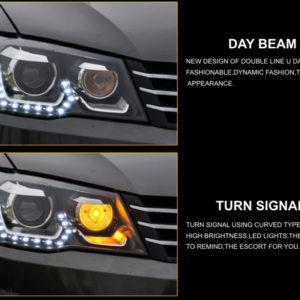 DAY BEAM
NEW DESIGN OF DOUBLE LINE U DA
FASHIONABLE,DYNAMIC FASHION,T
APPEARANCE.
TURN SIGNAL
TURN SIGNAL USING CURVED TYPE
HIGH BRIGHTNESS LED LIGHTS,THE
TO REMIND,THE ESCORT FOR YOU.